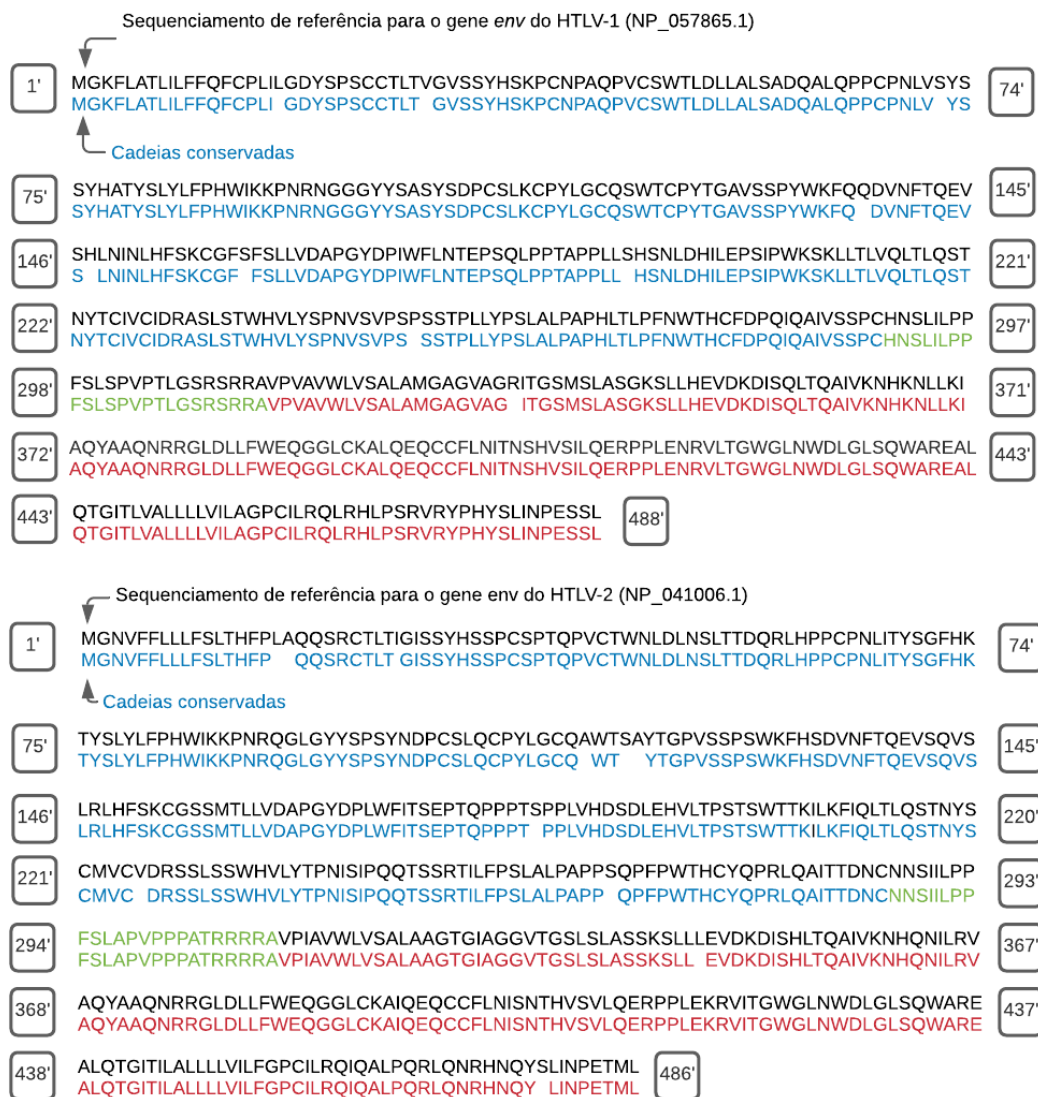 Sequenciamento de referência para o gene env do HTLV-1 (NP_057865.1)
1' MGKFLATLILFFQFCPLILGDYSPSCCTLTVGVSSYHSKPCNPAQPVCSWTLDLLALSADQALQPPCPNLVSYS 74'
MGKFLATLILFFQFCPLI GDYSPSCCTLT GVSSYHSKPCNPAQPVCSWTLDLLALSADQALQPPCPNLV YS
Cadeias conservadas
75' SYHATYSLYLFPHWIKKPNRNGGGYYSASYSDPCSLKCPYLGCQSWTCPYTGAVSSPYWKFQQDVNFTQEV 145'
SYHATYSLYLFPHWIKKPNRNGGGYYSASYSDPCSLKCPYLGCQSWTCPYTGAVSSPYWKFQ DVNFTQEV
146' SHLNINLHFSKCGFSFSLLVDAPGYDPIWFLNTEPSQLPPTAPPLLSHSNLDHILEPSIPWKSKLLTLVQLTLQST 221'
S LNINLHFSKCGF FSLLVDAPGYDPIWFLNTEPSQLPPTAPPLL HSNLDHILEPSIPWKSKLLTLVQLTLQST
222' NYTCIVCIDRASLSTWHVLYSPNVSVPSPSSTPLLYPSLALPAPHLTLPFNWTHCFDPQIQAIVSSPCHNSLILPP 297'
NYTCIVCIDRASLSTWHVLYSPNVSVPS SSTPLLYPSLALPAPHLTLPFNWTHCFDPQIQAIVSSPCHNSLILPP
298' FSLSPVPTLGSRSRRAVPVAVWLVSALAMGAGVAGRITGSMSLASGKSLLHEVDKDISQLTQAIVKNHKNLLKI 371'
FSLSPVPTLGSRSRRAVPVAVWLVSALAMGAGVAG ITGSMSLASGKSLLHEVDKDISQLTQAIVKNHKNLLKI
372' AQYAAQNRRGLDLLFWEQGGLCKALQEQCCFLNITNSHVSILQERPPLENRVLTGWGLNWDLGLSQWAREAL 443'
AQYAAQNRRGLDLLFWEQGGLCKALQEQCCFLNITNSHVSILQERPPLENRVLTGWGLNWDLGLSQWAREAL
443' QTGITLVALLLLVILAGPCILRQLRHLPSRVRYPHYSLINPESSL 488'
QTGITLVALLLLVILAGPCILRQLRHLPSRVRYPHYSLINPESSL
Sequenciamento de referência para o gene env do HTLV-2 (NP_041006.1)
1' MGNVFFLLLFSLTHFPLAQQSRCTLTIGISSYHSSPCSPTQPVCTWNLDLNSLTTDQRLHPPCPNLITYSGFHK 74'
MGNVFFLLLFSLTHFP QQSRCTLT GISSYHSSPCSPTQPVCTWNLDLNSLTTDQRLHPPCPNLITYSGFHK
Cadeias conservadas
75' TYSLYLFPHWIKKPNRQGLGYYSPSYNDPCSLQCPYLGCQAWTSAYTGPVSSPSWKFHSDVNFTQEVSQVS 145'
TYSLYLFPHWIKKPNRQGLGYYSPSYNDPCSLQCPYLGCQ WT YTGPVSSPSWKFHSDVNFTQEVSQVS
146' LRLHFSKCGSSMTLLVDAPGYDPLWFITSEPTQPPPTSPPLVHDSDLEHVLTPSTSWTTKILKFIQLTLQSTNYS 220'
LRLHFSKCGSSMTLLVDAPGYDPLWFITSEPTQPPPT PPLVHDSDLEHVLTPSTSWTTKILKFIQLTLQSTNYS
221' CMVCVDRSSLSSWHVLYTPNISIPQQTSSRTILFPSLALPAPPSQPFPWTHCYQPRLQAITTDNCNNSIILPP 293'
CMVC DRSSLSSWHVLYTPNISIPQQTSSRTILFPSLALPAPP QPFPWTHCYQPRLQAITTDNCNNSIILPP
294' FSLAPVPPPATRRRRAVPIAVWLVSALAAGTGIAGGVTGSLSLASSKSLLLEVDKDISHLTQAIVKNHQNILRV 367'
FSLAPVPPPATRRRRAVPIAVWLVSALAAGTGIAGGVTGSLSLASSKSLL EVDKDISHLTQAIVKNHQNILRV
368' AQYAAQNRRGLDLLFWEQGGLCKAIQEQCCFLNISNTHVSVLQERPPLEKRVITGWGLNWDLGLSQWARE 437'
AQYAAQNRRGLDLLFWEQGGLCKAIQEQCCFLNISNTHVSVLQERPPLEKRVITGWGLNWDLGLSQWARE
438' ALQTGITILALLLLVILFGPCILRQIQALPQRLQNRHNQYSLINPETML 486'
ALQTGITILALLLLVILFGPCILRQIQALPQRLQNRHNQY LINPETML